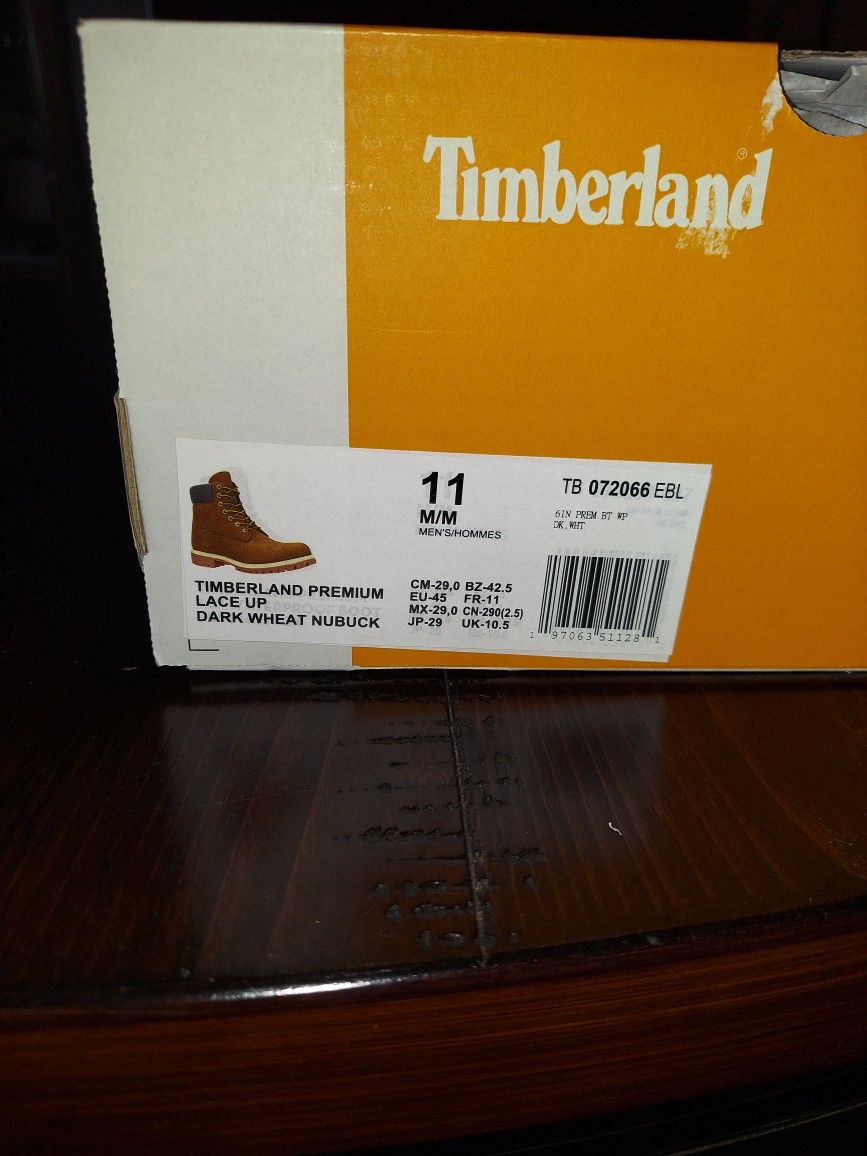 Timberland®
11
M/M
MEN'S/HOMMES
TB 072066 EBL
6IN PREM BT WP
DK,WHT
TIMBERLAND PREMIUM
LACE UP
DARK WHEAT NUBUCK
CM-29,0 BZ-42.5
EU-45 FR-11
MX-29,0 CN-290(2.5)
JP-29 UK-10.5
1 97063 51128 1